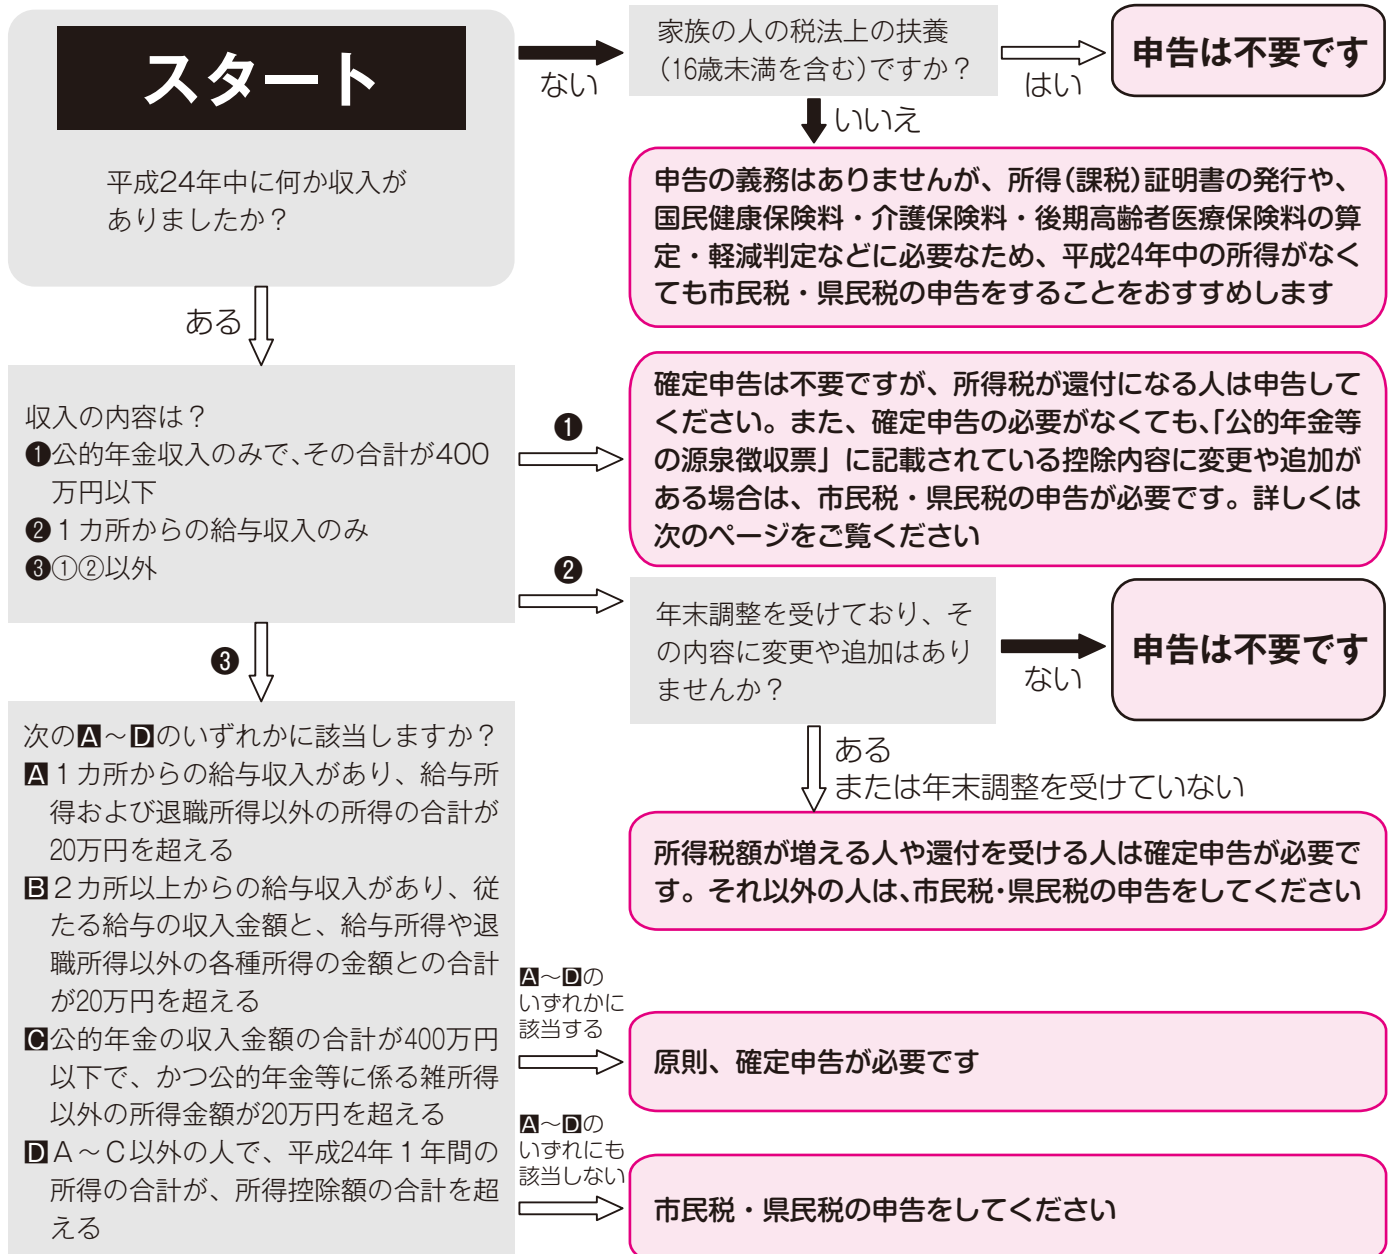 スタート
平成24年中に何か収入が
ありましたか？
ない
家族の人の税法上の扶養
(16歳未満を含む)ですか？
はい
申告は不要です
いいえ
申告の義務はありませんが、所得(課税)証明書の発行や、
国民健康保険料・介護保険料・後期高齢者医療保険料の算
定・軽減判定などに必要なため、平成24年中の所得がなく
ても市民税・県民税の申告をすることをおすすめします
ある
収入の内容は？
❶公的年金収入のみで、その合計が400
万円以下
❷１カ所からの給与収入のみ
❸①②以外
❶
確定申告は不要ですが、所得税が還付になる人は申告して
ください。また、確定申告の必要がなくても、「公的年金等
の源泉徴収票」に記載されている控除内容に変更や追加が
ある場合は、市民税・県民税の申告が必要です。詳しくは
次のページをご覧ください
❷
年末調整を受けており、そ
の内容に変更や追加はあり
ませんか？
ない
申告は不要です
ある
または年末調整を受けていない
所得税額が増える人や還付を受ける人は確定申告が必要で
す。それ以外の人は、市民税・県民税の申告をしてください
❸
次のA～Dのいずれかに該当しますか？
A１カ所からの給与収入があり、給与所
得および退職所得以外の所得の合計が
20万円を超える
B２カ所以上からの給与収入があり、従
たる給与の収入金額と、給与所得や退
職所得以外の各種所得の金額との合計
が20万円を超える
C公的年金の収入金額の合計が400万円
以下で、かつ公的年金等に係る雑所得
以外の所得金額が20万円を超える
DＡ～Ｃ以外の人で、平成24年１年間の
所得の合計が、所得控除額の合計を超
える
A～Dの
いずれかに
該当する
原則、確定申告が必要です
A～Dの
いずれにも
該当しない
市民税・県民税の申告をしてください